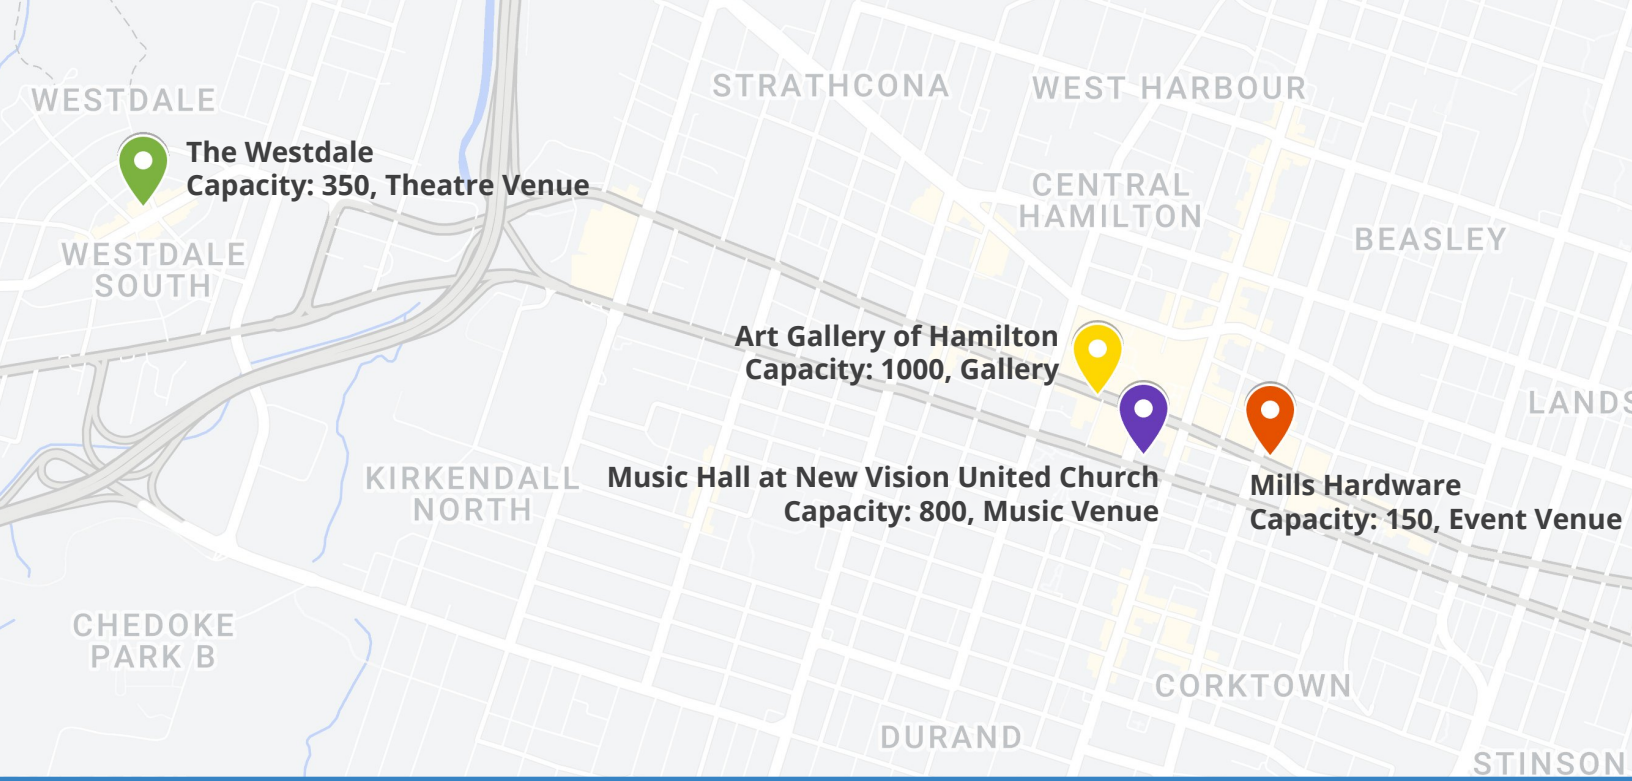 STRATHCONA
WEST HARBOUR
WESTDALE
The Westdale
Capacity: 350, Theatre Venue
CENTRAL
HAMILTON
BEASLEY
WESTDALE
SOUTH
Art Gallery of Hamilton
Capacity: 1000, Gallery
LANDS
KIRKENDALL
NORTH
Music Hall at New Vision United Church
Capacity: 800, Music Venue
Mills Hardware
Capacity: 150, Event Venue
CHEDOKE
PARK B
CORKTOWN
DURAND
STINSON